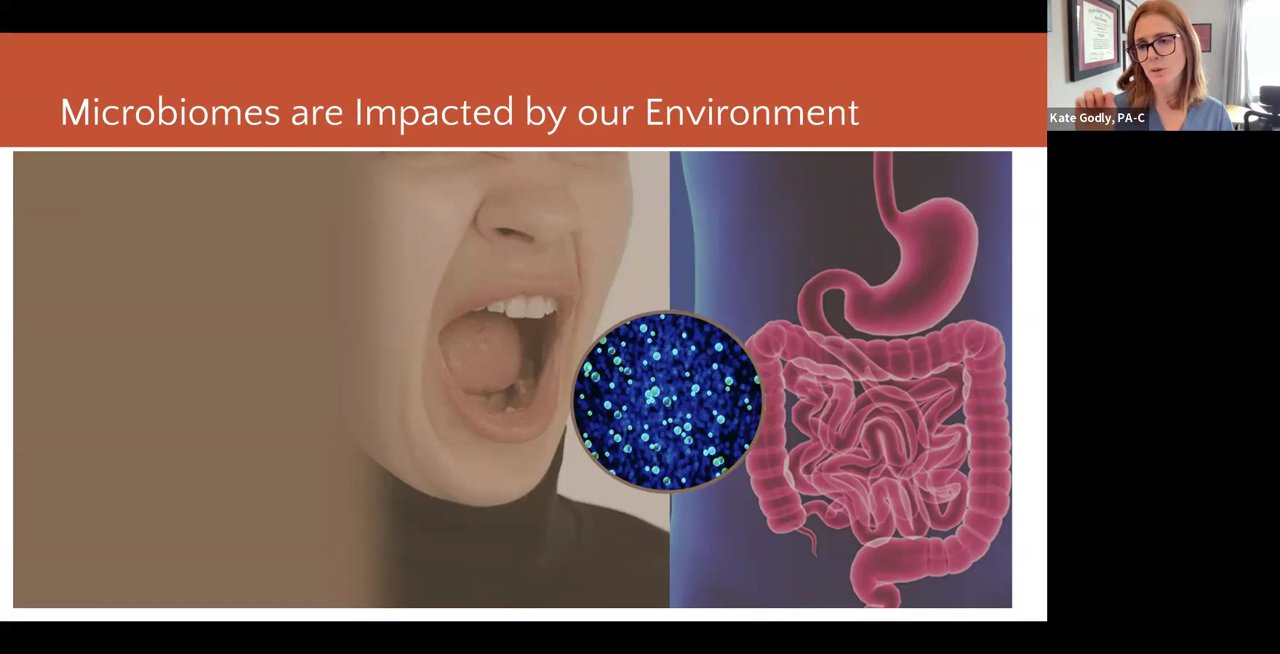 Microbiomes are Impacted by our Environment
Kate Godly, PA-C